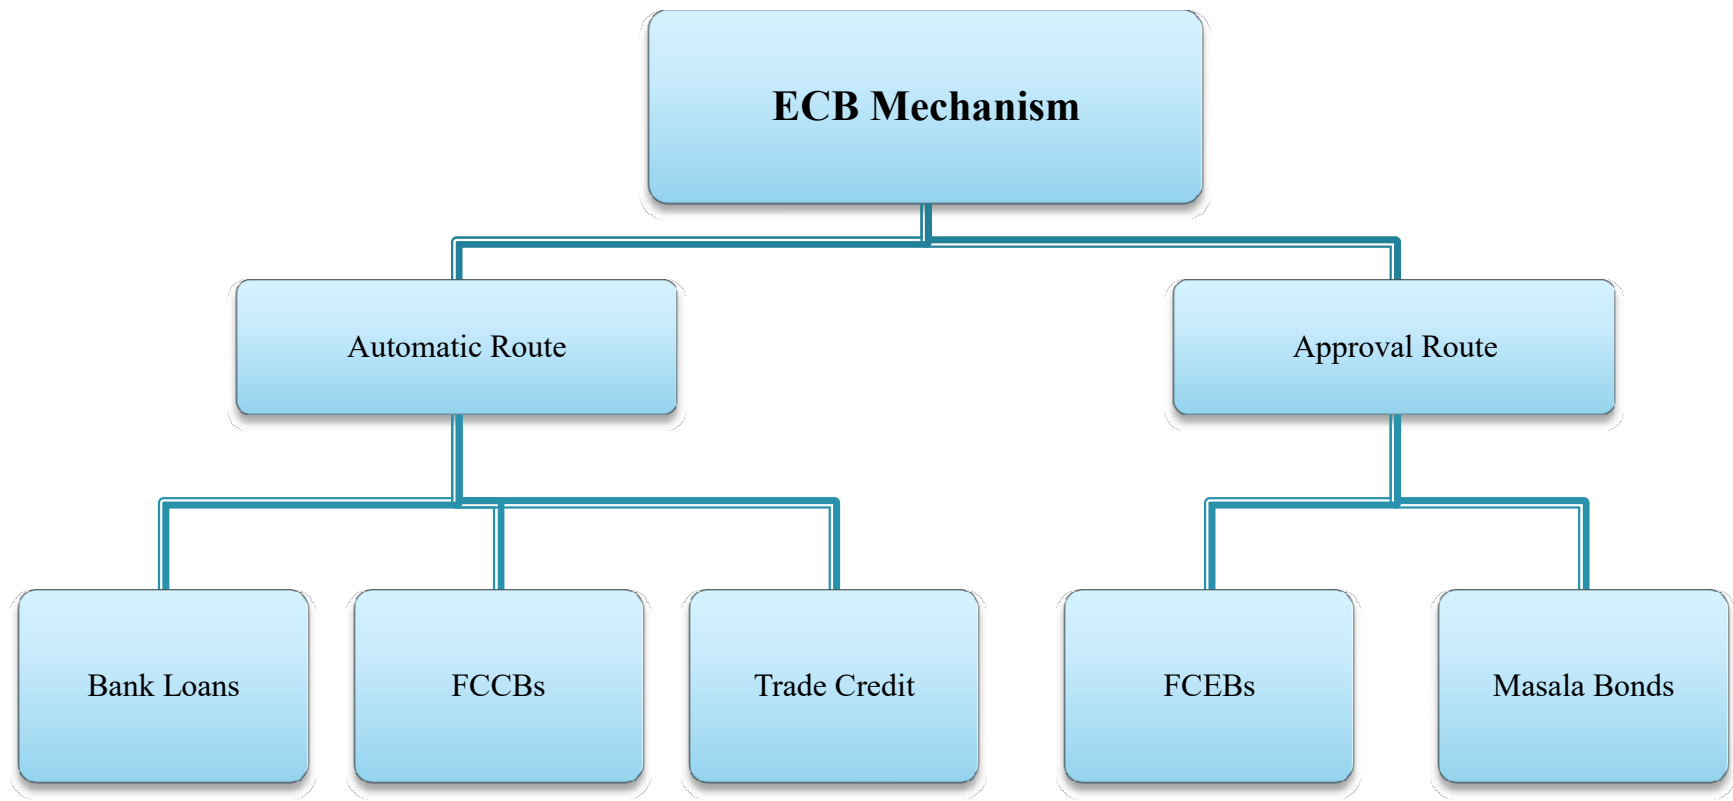 ECB Mechanism
Automatic Route
Approval Route
Bank Loans
FCCBs
Trade Credit
FCEBs
Masala Bonds